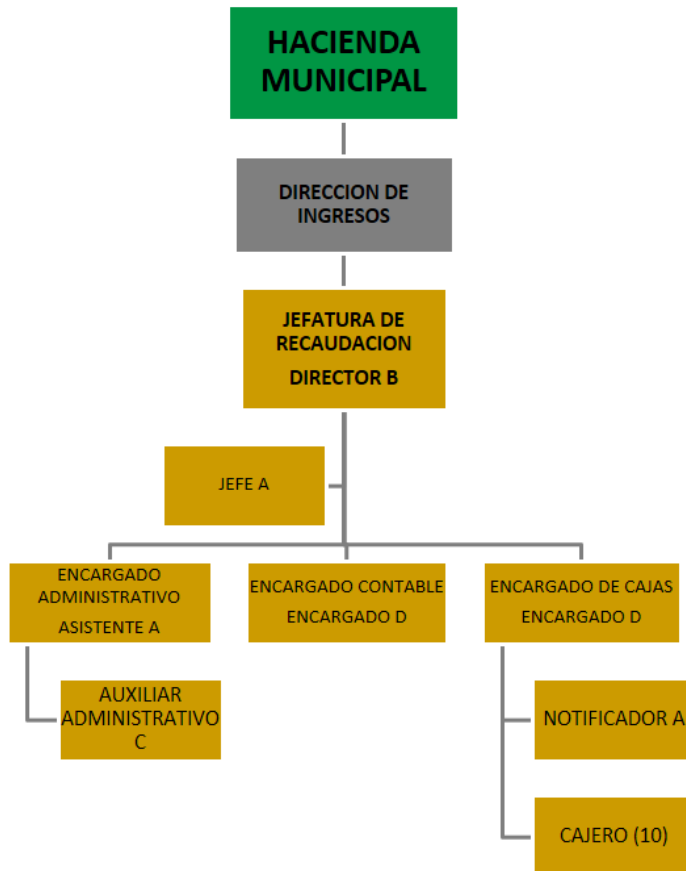 HACIENDA
MUNICIPAL
DIRECCION DE
INGRESOS
JEFATURA DE
RECAUDACION
DIRECTOR B
JEFE A
ENCARGADO
ADMINISTRATIVO
ASISTENTE A
ENCARGADO CONTABLE
ENCARGADO D
ENCARGADO DE CAJAS
ENCARGADO D
AUXILIAR
ADMINISTRATIVO
C
NOTIFICADOR A
CAJERO (10)